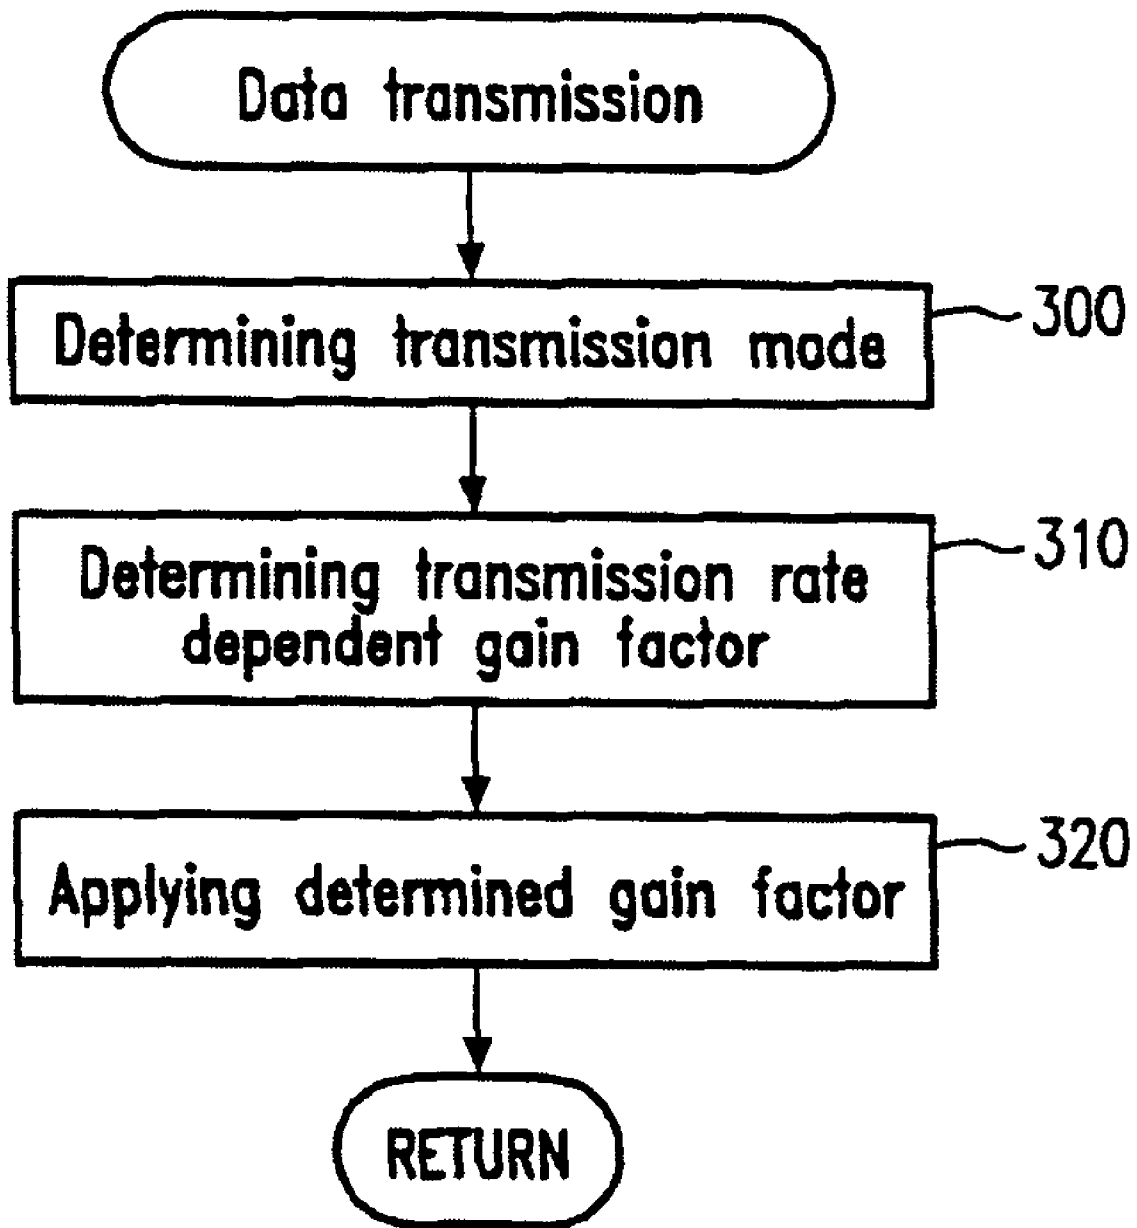 Data transmission
Determining transmission mode
300
Determining transmission rate
dependent gain factor
310
Applying determined gain factor
320
RETURN